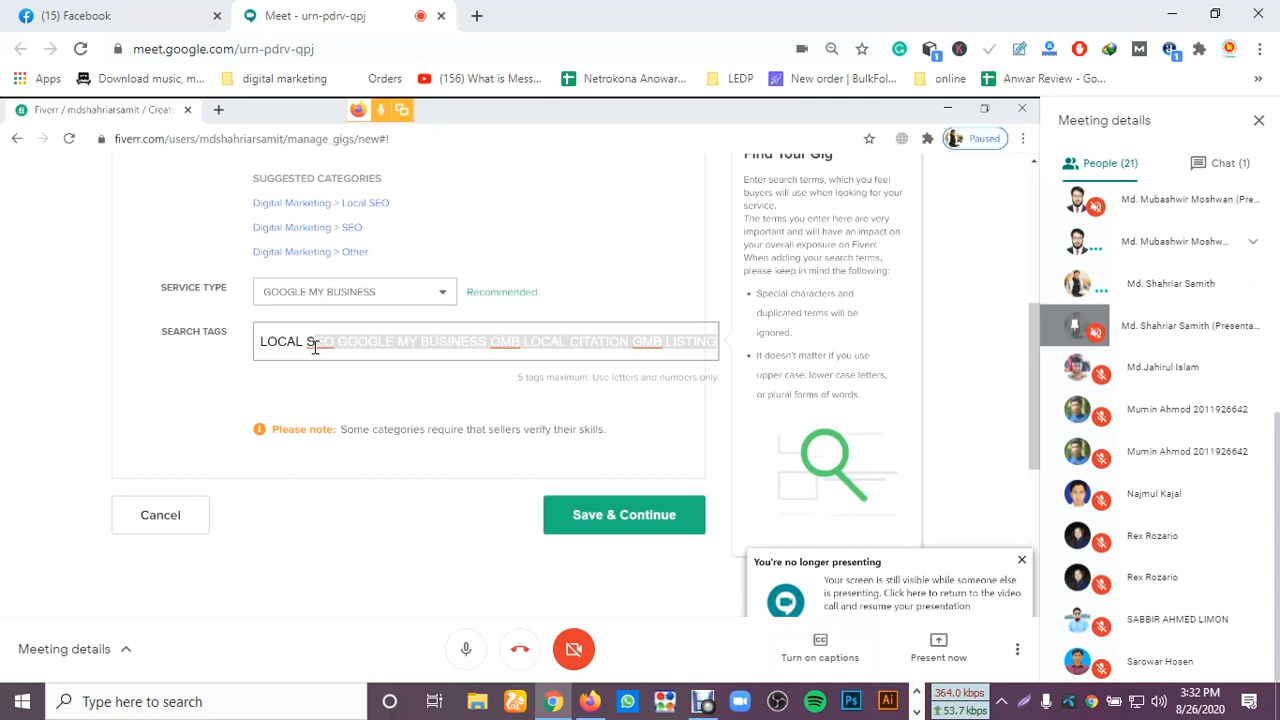 (15) Facebook
Meet - urn-pdrv-qpj
meet.google.com/urn-pdrv-qpj
Apps
Download music, m...
digital marketing
Orders
(156) What is Mess...
Netrokona Anowar...
LEDP
New order | BulkFol...
online
Anwar Review - Go...
Fiverr / mdshahriarsamit / Create
fiverr.com/users/mdshahriarsamit/manage_gigs/new#!
Paused
SUGGESTED CATEGORIES
Digital Marketing > Local SEO
Digital Marketing > SEO
Digital Marketing > Other
SERVICE TYPE
GOOGLE MY BUSINESS
Recommended
SEARCH TAGS
LOCAL SEO GOOGLE MY BUSINESS GMB LOCAL CITATION GMB LISTING
5 tags maximum. Use letters and numbers only.
Please note: Some categories require that sellers verify their skills.
Cancel
Save & Continue
Find Your Gig
Enter search terms, which you feel
buyers will use when looking for your
service.
The terms you enter here are very
important and will have an impact on
your overall exposure on Fiverr.
When adding your search terms,
please keep in mind the following:
Special characters and
duplicated terms will be
ignored.
It doesn't matter if you use
upper case, lower case letters,
or plural forms of words.
You're no longer presenting
Your screen is still visible while someone else
is presenting. Click here to return to the video
call and resume your presentation
Meeting details
People (21)
Chat (1)
Md. Mubashwir Moshwan (Pre...
Md. Mubashwir Moshw...
Md. Shahriar Samith
Md. Shahriar Samith (Presenta...
Md.Jahirul Islam
Mumin Ahmod 2011926642
Mumin Ahmod 2011926642
Najmul Kajal
Rex Rozario
Rex Rozario
SABBIR AHMED LIMON
Sarowar Hosen
Meeting details
Turn on captions
Present now
Type here to search
364.0 kbps
53.7 kbps
3:32 PM
8/26/2020